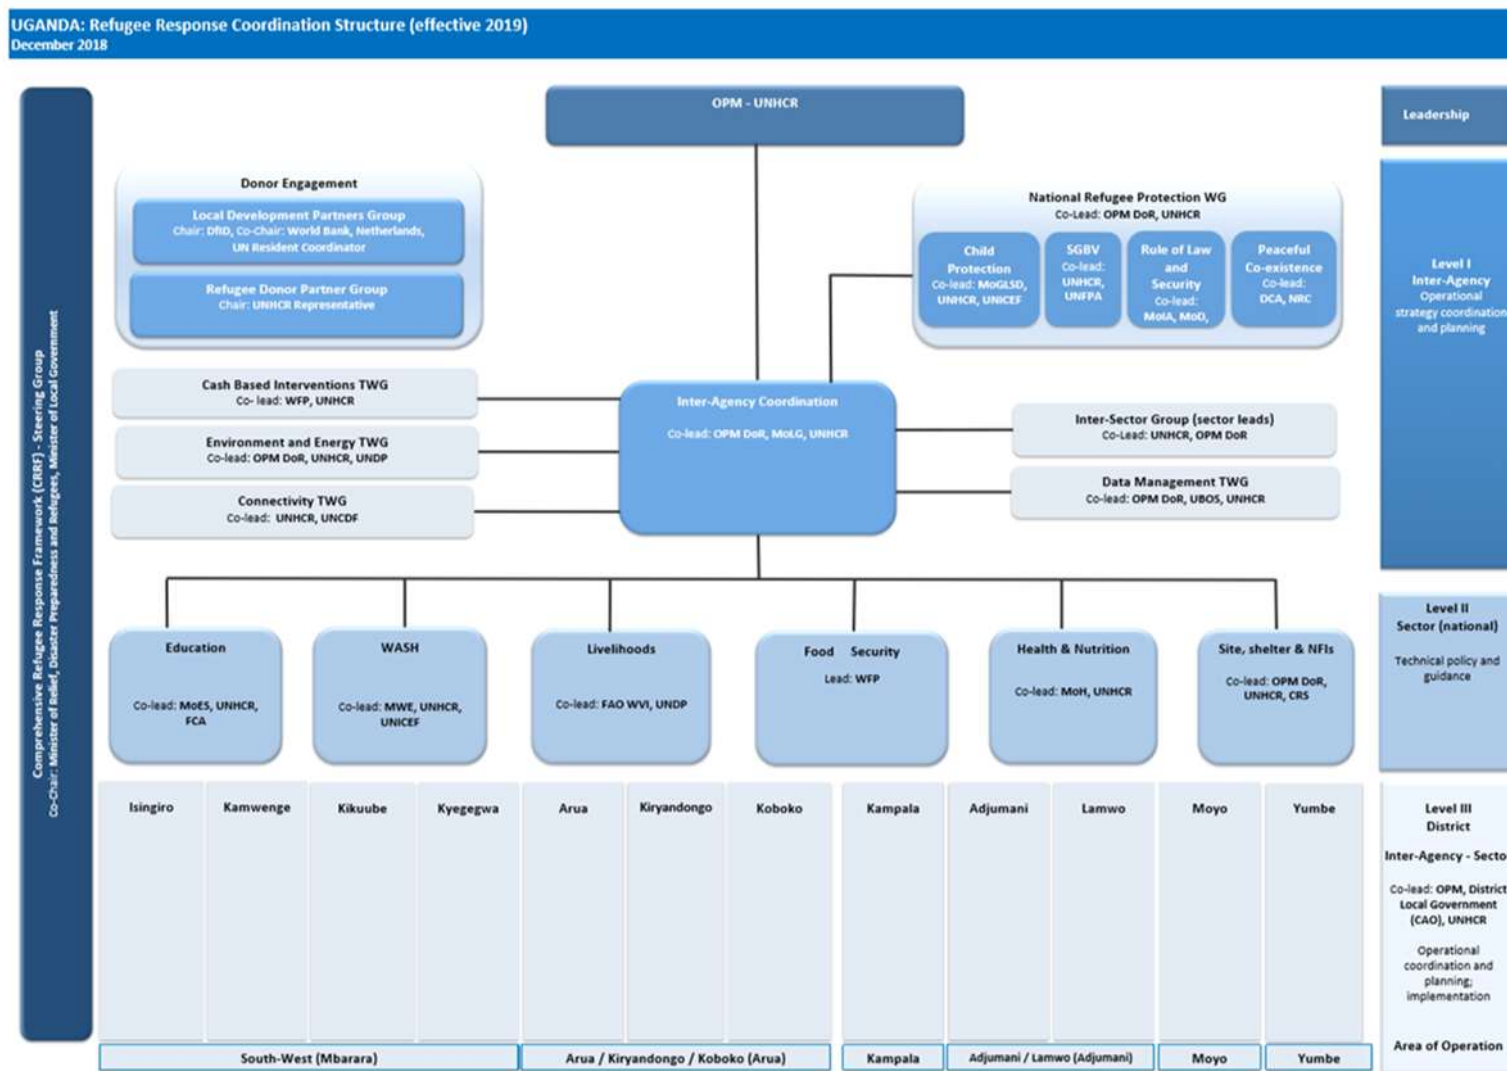 UGANDA: Refugee Response Coordination Structure (effective 2019)
December 2018
Comprehensive Refugee Response Framework (CRRF) - Steering Group
Co-Chair: Minister of Relief, Disaster Preparedness and Refugees, Minister of Local Government
OPM - UNHCR
Leadership
Donor Engagement
Local Development Partners Group
Chair: DfID, Co-Chair: World Bank, Netherlands,
UN Resident Coordinator
Refugee Donor Partner Group
Chair: UNHCR Representative
National Refugee Protection WG
Co-Lead: OPM DoR, UNHCR
Child
Protection
Co-lead: MoGLSD,
UNHCR, UNICEF
SGBV
Co-lead:
UNHCR,
UNFPA
Rule of Law
and
Security
Co-lead:
MoIA, MoD,
Peaceful
Co-existence
Co-lead:
DCA, NRC
Level I
Inter-Agency
Operational
strategy coordination
and planning
Cash Based Interventions TWG
Co- lead: WFP, UNHCR
Environment and Energy TWG
Co-lead: OPM DoR, UNHCR, UNDP
Connectivity TWG
Co-lead: UNHCR, UNCDF
Inter-Agency Coordination
Co-lead: OPM DoR, MoLG, UNHCR
Inter-Sector Group (sector leads)
Co-Lead: UNHCR, OPM DoR
Data Management TWG
Co-lead: OPM DoR, UBOS, UNHCR
Education
Co-lead: MoES, UNHCR,
FCA
WASH
Co-lead: MWE, UNHCR,
UNICEF
Livelihoods
Co-lead: FAO WVI, UNDP
Food Security
Lead: WFP
Health & Nutrition
Co-lead: MoH, UNHCR
Site, shelter & NFIs
Co-lead: OPM DoR,
UNHCR, CRS
Level II
Sector (national)
Technical policy and
guidance
Isingiro
Kamwenge
Kikuube
Kyegegwa
Arua
Kiryandongo
Koboko
Kampala
Adjumani
Lamwo
Moyo
Yumbe
Level III
District
Inter-Agency - Secto
Co-lead: OPM, District
Local Government
(CAO), UNHCR
Operational
coordination and
planning;
implementation
South-West (Mbarara)
Arua / Kiryandongo / Koboko (Arua)
Kampala
Adjumani / Lamwo (Adjumani)
Moyo
Yumbe
Area of Operation